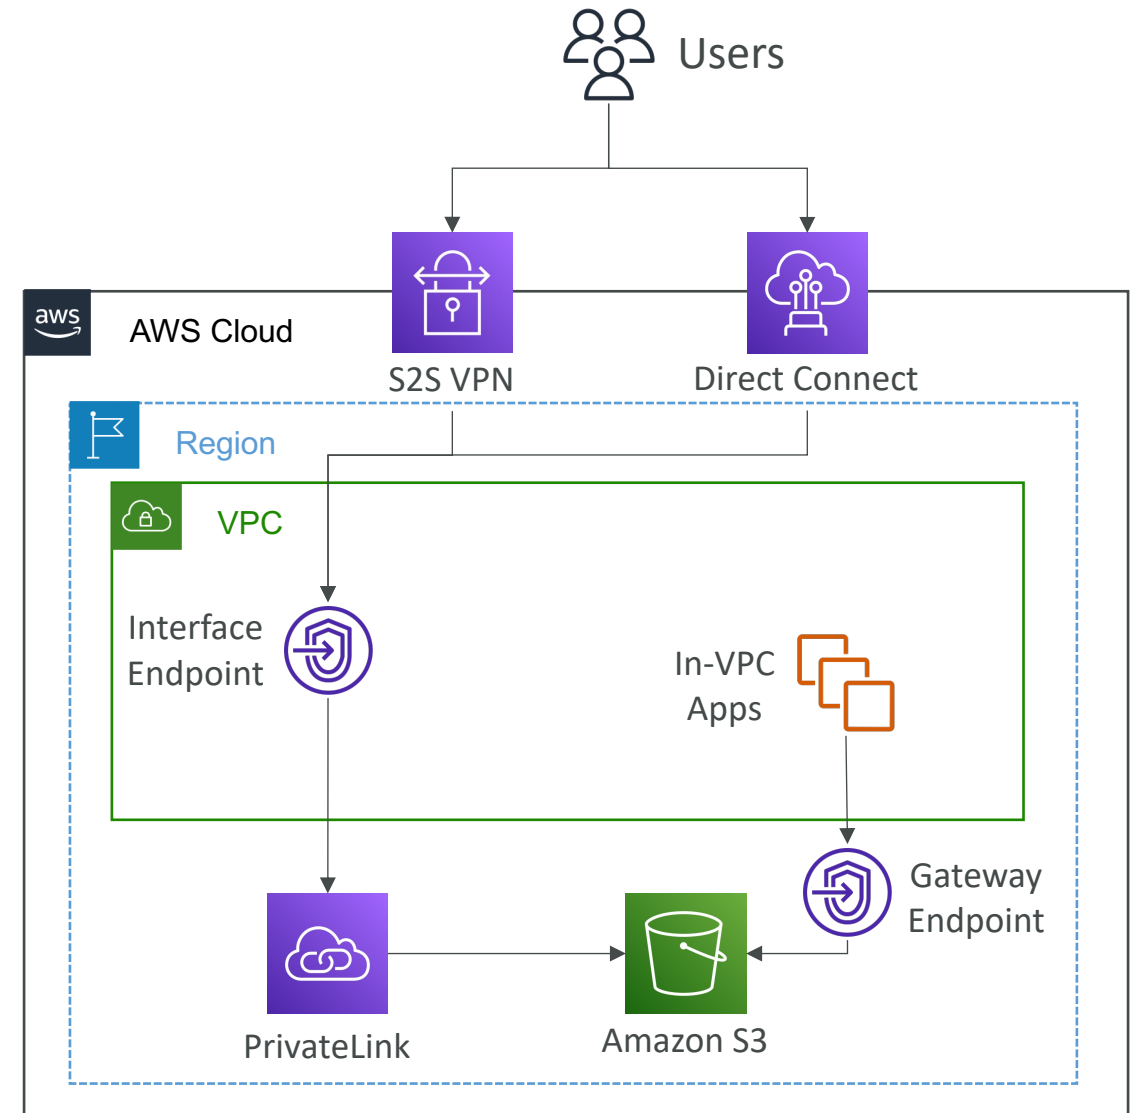 Users
aws
AWS Cloud
S2S VPN
Direct Connect
Region
VPC
Interface
Endpoint
In-VPC
Apps
Gateway
Endpoint
PrivateLink
Amazon S3